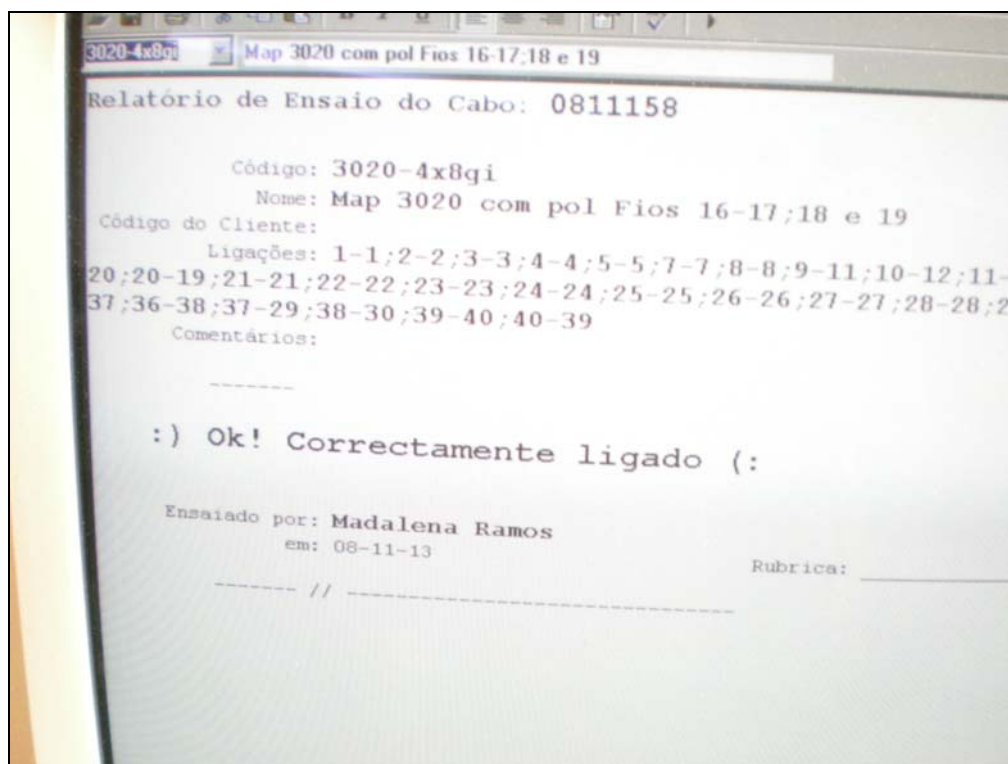 3020-4x8qi Map 3020 com pol Fios 16-17;18 e 19
Relatório de Ensaio do Cabo: 0811158
Código: 3020-4x8qi
Nome: Map 3020 com pol Fios 16-17;18 e 19
Código do Cliente:
Ligações: 1-1;2-2;3-3;4-4;5-5;7-7;8-8;9-11;10-12;11-
20;20-19;21-21;22-22;23-23;24-24;25-25;26-26;27-27;28-28;2
37;36-38;37-29;38-30;39-40;40-39
Comentários:
-------
:) Ok! Correctamente ligado (:
Ensaiado por: Madalena Ramos
em: 08-11-13
Rubrica:
------- // --------------------------------